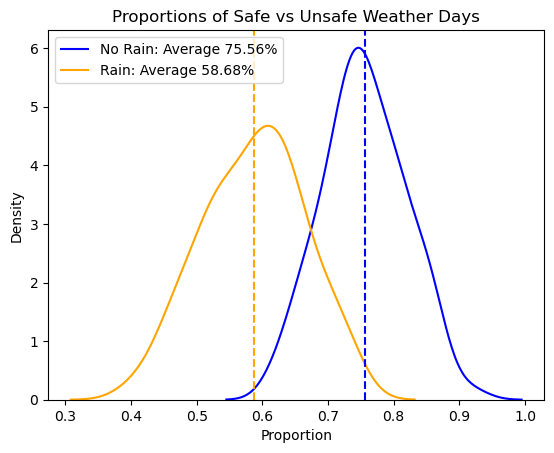 Proportions of Safe vs Unsafe Weather Days
No Rain: Average 75.56%
Rain: Average 58.68%
6
5
4
3
2
1
0
Density
0.3 0.4 0.5 0.6 0.7 0.8 0.9 1.0
Proportion